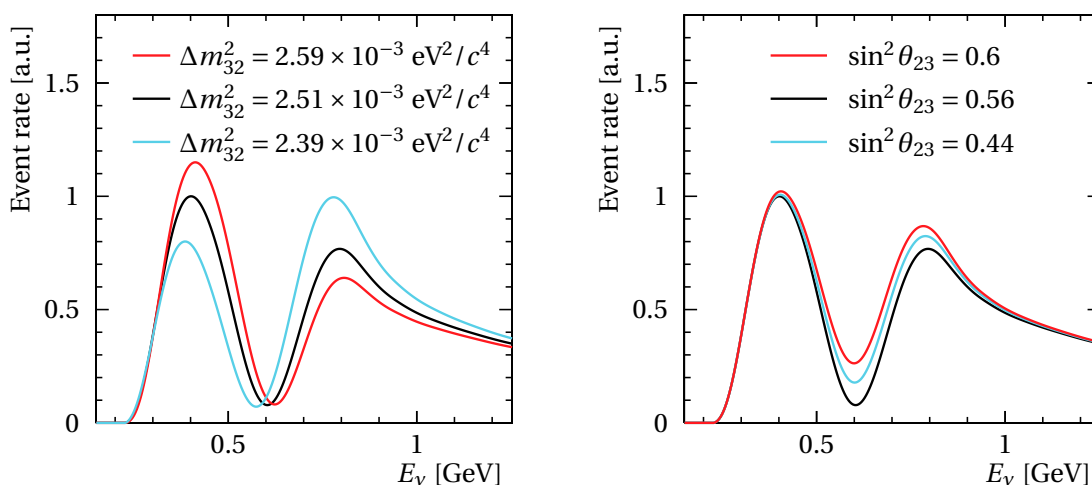 Event rate [a.u.]
1.5
1
0.5
0
Δm²₃₂ = 2.59 × 10⁻³ eV²/c⁴
Δm²₃₂ = 2.51 × 10⁻³ eV²/c⁴
Δm²₃₂ = 2.39 × 10⁻³ eV²/c⁴
0.5 1
Eᵥ [GeV]
Event rate [a.u.]
1.5
1
0.5
0
sin² θ₂₃ = 0.6
sin² θ₂₃ = 0.56
sin² θ₂₃ = 0.44
0.5 1
Eᵥ [GeV]